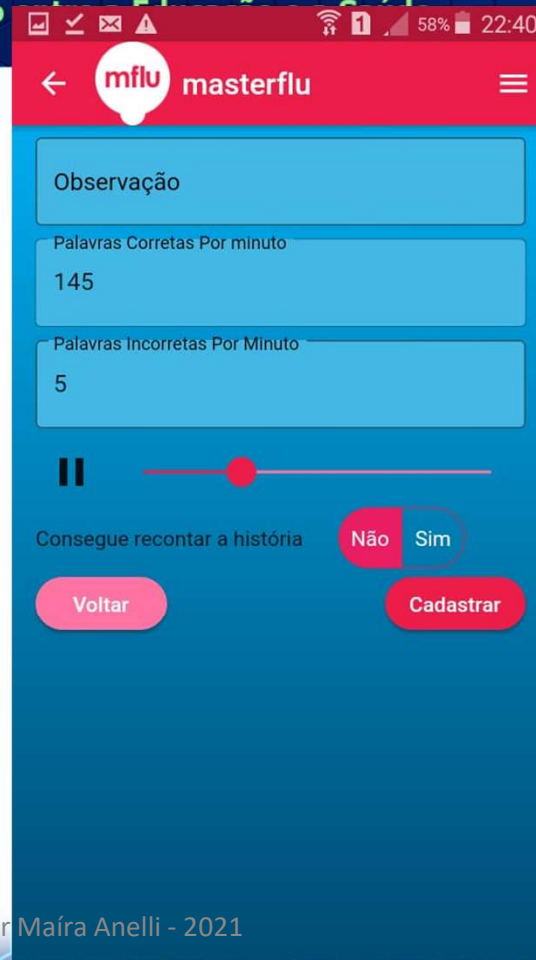 58% 22:40
mflu masterflu
Observação
Palavras Corretas Por minuto
145
Palavras Incorretas Por Minuto
5
Consegue recontar a história Não Sim
Voltar Cadastrar
Maíra Anelli - 2021